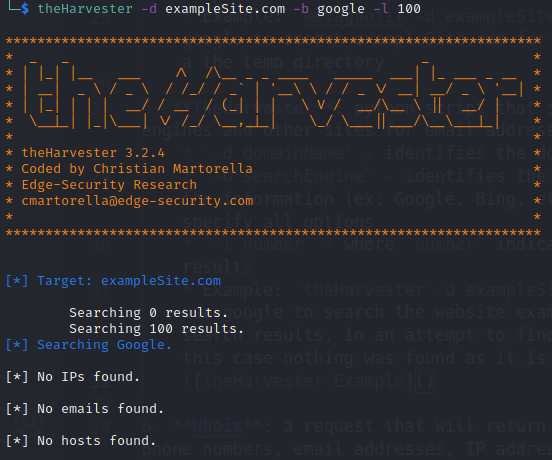 └─$ theHarvester -d exampleSite.com -b google -l 100
*******************************************************************
* theHarvester 3.2.4 *
* Coded by Christian Martorella *
* Edge-Security Research *
* cmartorella@edge-security.com *
*******************************************************************
[*] Target: exampleSite.com
Searching 0 results.
Searching 100 results.
[*] Searching Google.
[*] No IPs found.
[*] No emails found.
[*] No hosts found.